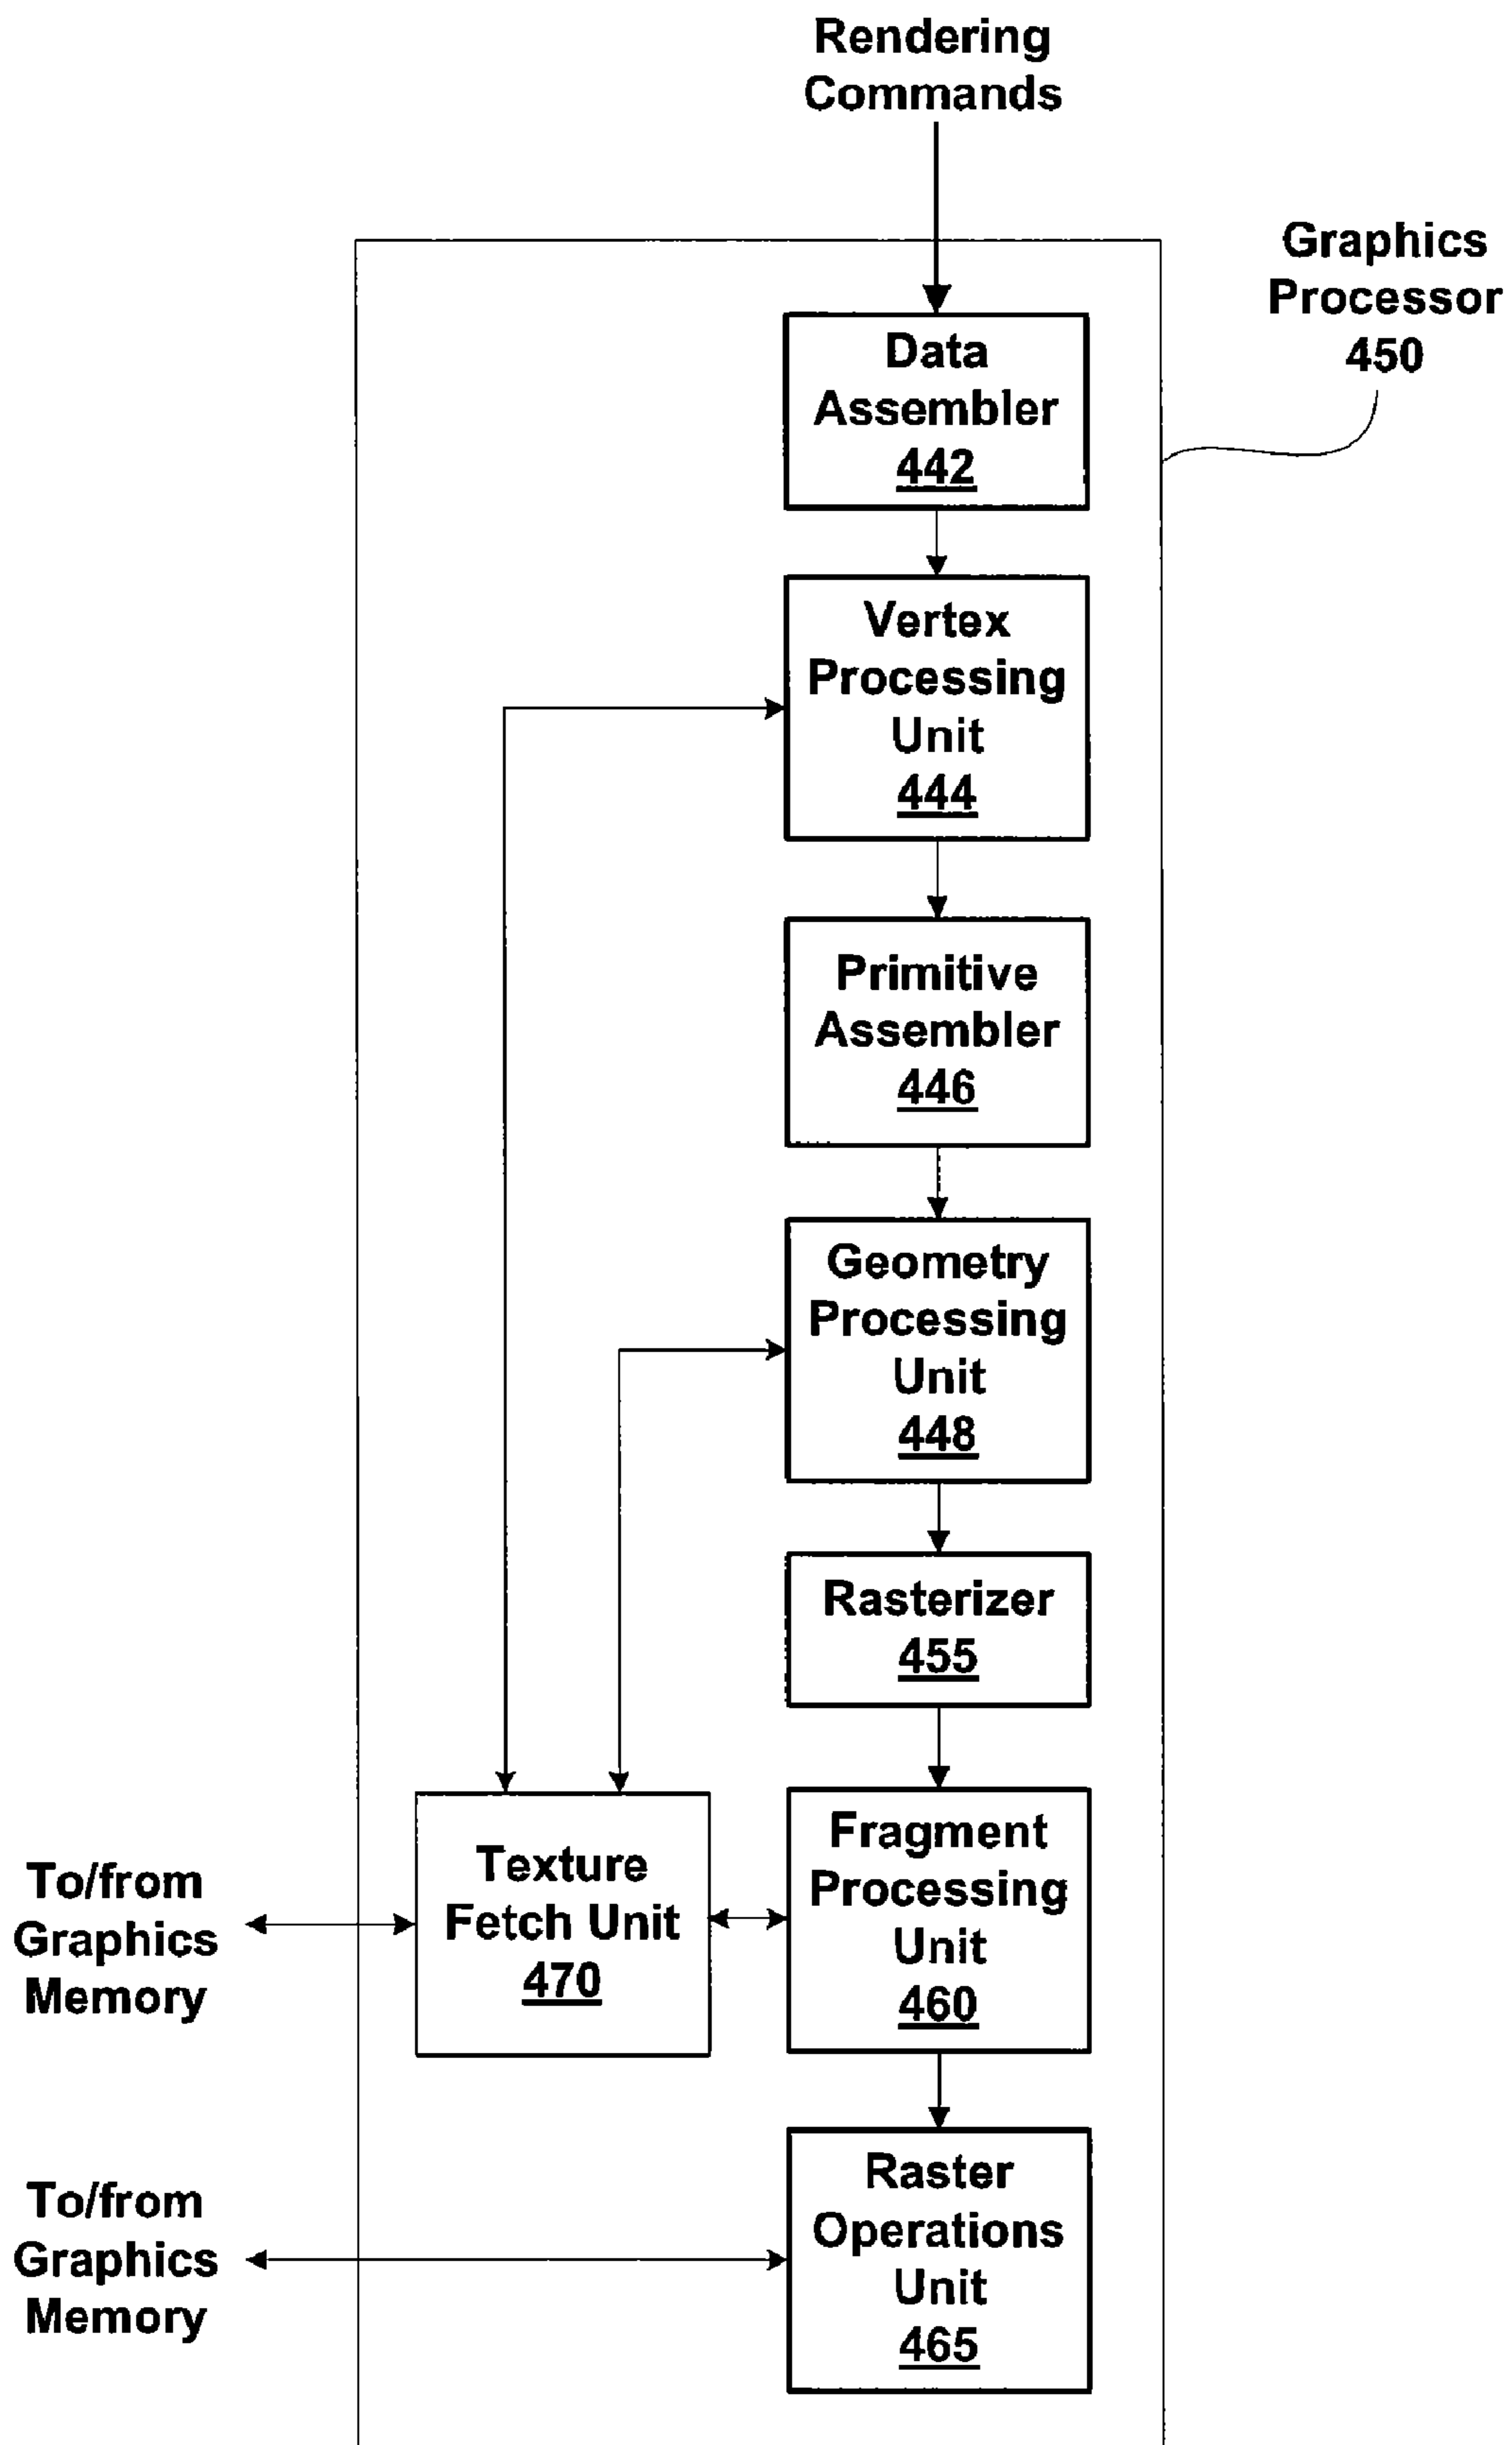 Rendering
Commands
Graphics
Processor
450
Data
Assembler
442
Vertex
Processing
Unit
444
Primitive
Assembler
446
Geometry
Processing
Unit
448
Rasterizer
455
Texture
Fetch Unit
470
Fragment
Processing
Unit
460
To/from
Graphics
Memory
Raster
Operations
Unit
465
To/from
Graphics
Memory